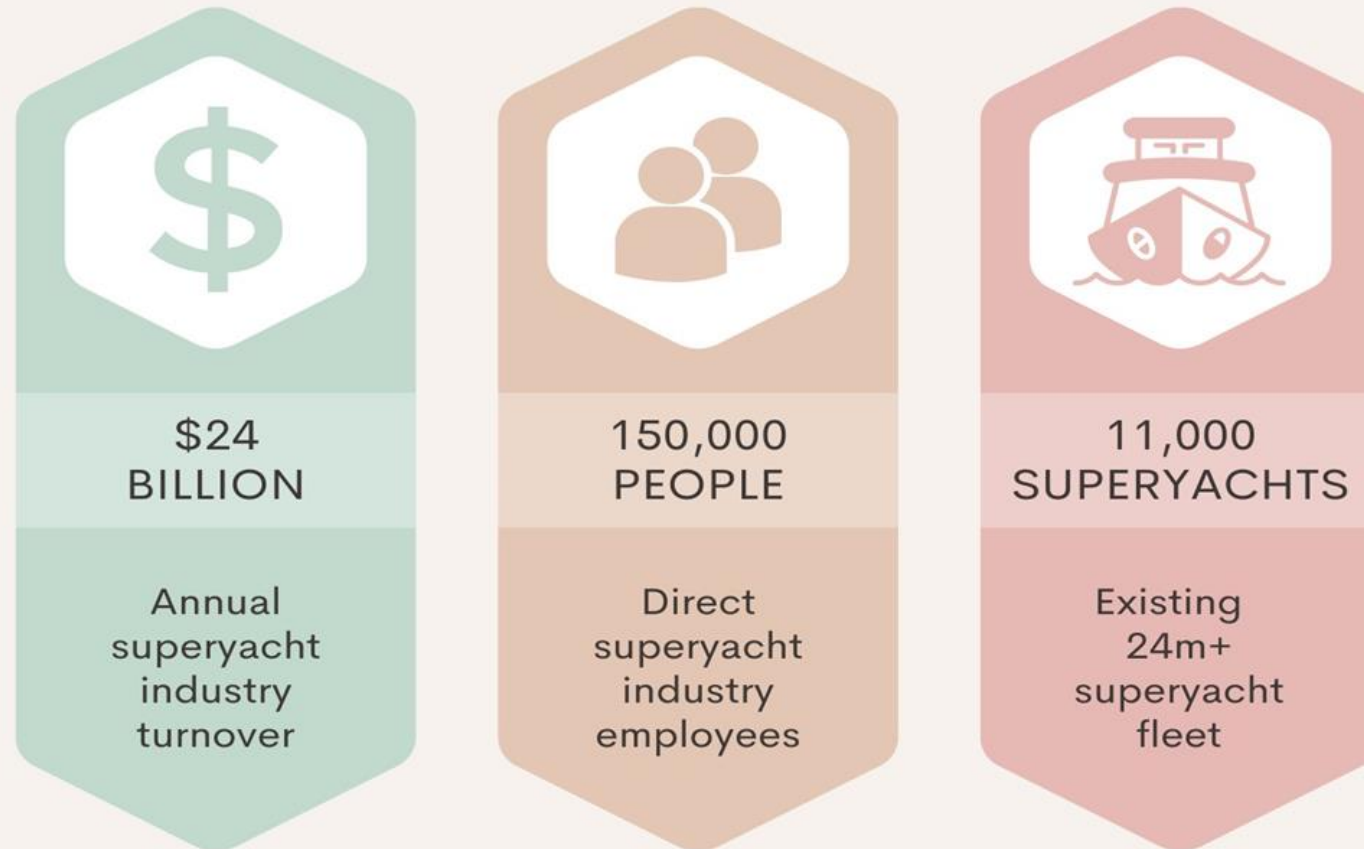 $24
BILLION
Annual
superyacht
industry
turnover
150,000
PEOPLE
Direct
superyacht
industry
employees
11,000
SUPERYACHTS
Existing
24m+
superyacht
fleet